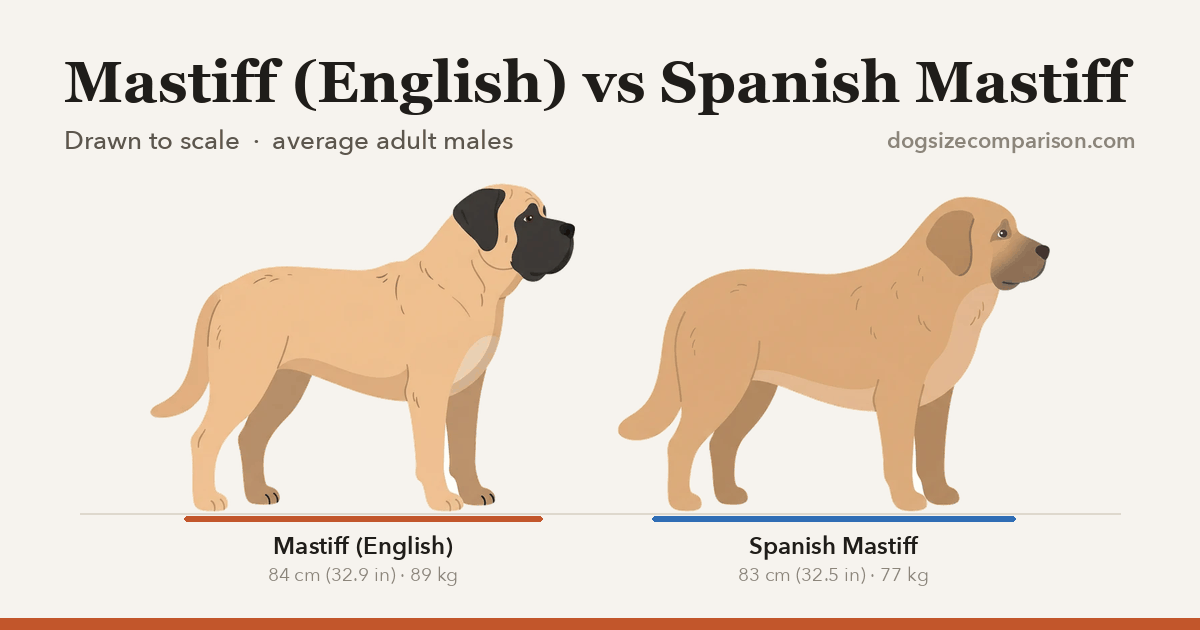 Mastiff (English) vs Spanish Mastiff
Drawn to scale · average adult males
dogsizecomparison.com
Mastiff (English)
84 cm (32.9 in) · 89 kg
Spanish Mastiff
83 cm (32.5 in) · 77 kg